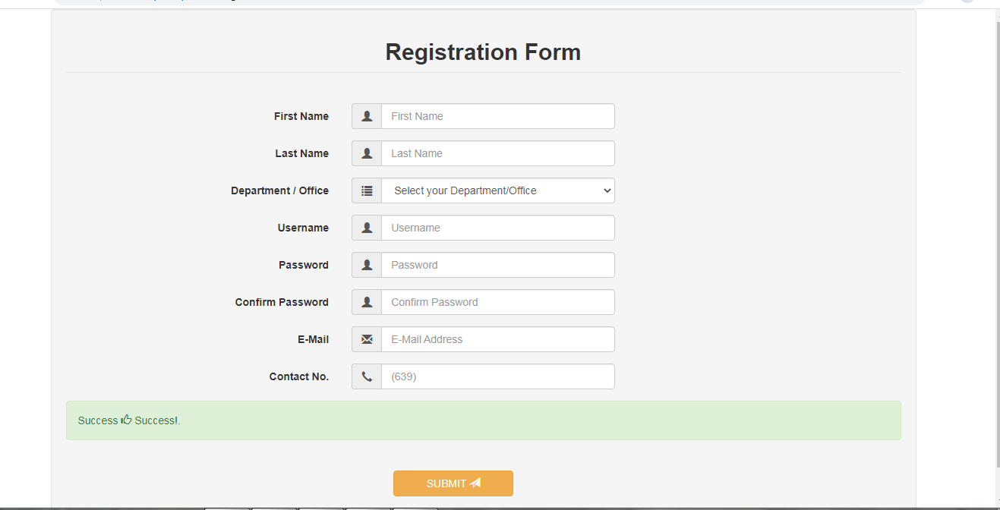 Registration Form
First Name First Name
Last Name Last Name
Department / Office Select your Department/Office
Username Username
Password Password
Confirm Password Confirm Password
E-Mail E-Mail Address
Contact No. (639)
Success Success!.
SUBMIT